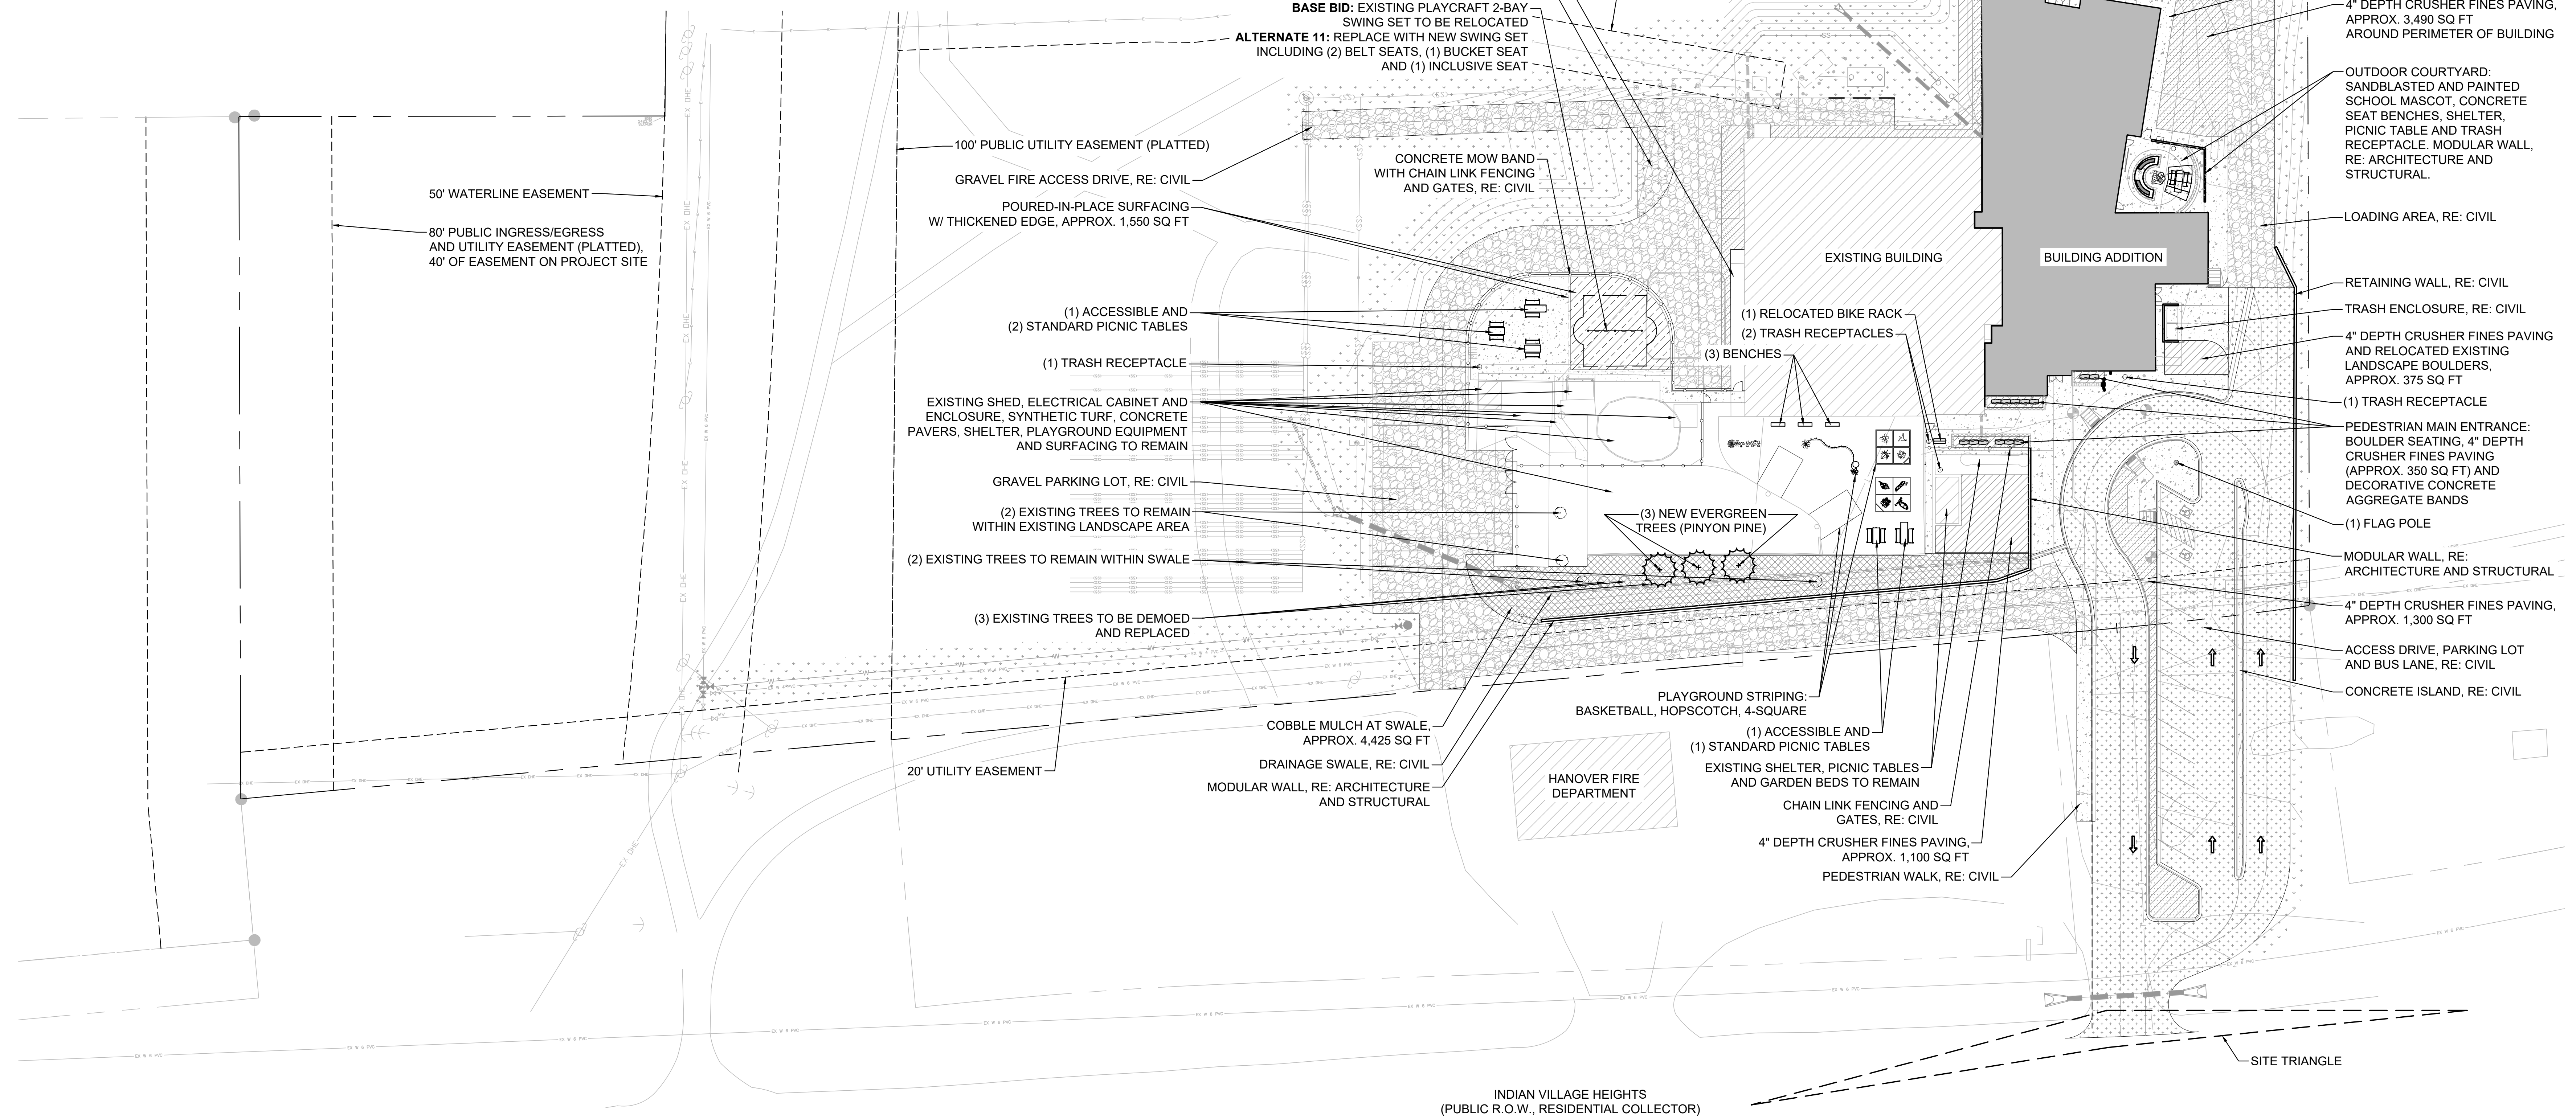 BASE BID: EXISTING PLAYCRAFT 2-BAY
SWING SET TO BE RELOCATED
ALTERNATE 11: REPLACE WITH NEW SWING SET
INCLUDING (2) BELT SEATS, (1) BUCKET SEAT
AND (1) INCLUSIVE SEAT
100' PUBLIC UTILITY EASEMENT (PLATTED)
GRAVEL FIRE ACCESS DRIVE, RE: CIVIL
POURED-IN-PLACE SURFACING
W/ THICKENED EDGE, APPROX. 1,550 SQ FT
CONCRETE MOW BAND
WITH CHAIN LINK FENCING
AND GATES, RE: CIVIL
50' WATERLINE EASEMENT
80' PUBLIC INGRESS/EGRESS
AND UTILITY EASEMENT (PLATTED),
40' OF EASEMENT ON PROJECT SITE
(1) ACCESSIBLE AND
(2) STANDARD PICNIC TABLES
(1) TRASH RECEPTACLE
EXISTING SHED, ELECTRICAL CABINET AND
ENCLOSURE, SYNTHETIC TURF, CONCRETE
PAVERS, SHELTER, PLAYGROUND EQUIPMENT
AND SURFACING TO REMAIN
GRAVEL PARKING LOT, RE: CIVIL
(2) EXISTING TREES TO REMAIN
WITHIN EXISTING LANDSCAPE AREA
(2) EXISTING TREES TO REMAIN WITHIN SWALE
(3) EXISTING TREES TO BE DEMOED
AND REPLACED
20' UTILITY EASEMENT
COBBLE MULCH AT SWALE,
APPROX. 4,425 SQ FT
DRAINAGE SWALE, RE: CIVIL
MODULAR WALL, RE: ARCHITECTURE
AND STRUCTURAL
EXISTING BUILDING
BUILDING ADDITION
(1) RELOCATED BIKE RACK
(2) TRASH RECEPTACLES
(3) BENCHES
(3) NEW EVERGREEN
TREES (PINYON PINE)
PLAYGROUND STRIPING:
BASKETBALL, HOPSCOTCH, 4-SQUARE
(1) ACCESSIBLE AND
(1) STANDARD PICNIC TABLES
EXISTING SHELTER, PICNIC TABLES
AND GARDEN BEDS TO REMAIN
CHAIN LINK FENCING AND
GATES, RE: CIVIL
4" DEPTH CRUSHER FINES PAVING,
APPROX. 1,100 SQ FT
PEDESTRIAN WALK, RE: CIVIL
HANOVER FIRE
DEPARTMENT
4" DEPTH CRUSHER FINES PAVING,
APPROX. 3,490 SQ FT
AROUND PERIMETER OF BUILDING
OUTDOOR COURTYARD:
SANDBLASTED AND PAINTED
SCHOOL MASCOT, CONCRETE
SEAT BENCHES, SHELTER,
PICNIC TABLE AND TRASH
RECEPTACLE. MODULAR WALL,
RE: ARCHITECTURE AND
STRUCTURAL.
LOADING AREA, RE: CIVIL
RETAINING WALL, RE: CIVIL
TRASH ENCLOSURE, RE: CIVIL
4" DEPTH CRUSHER FINES PAVING
AND RELOCATED EXISTING
LANDSCAPE BOULDERS,
APPROX. 375 SQ FT
(1) TRASH RECEPTACLE
PEDESTRIAN MAIN ENTRANCE:
BOULDER SEATING, 4" DEPTH
CRUSHER FINES PAVING
(APPROX. 350 SQ FT) AND
DECORATIVE CONCRETE
AGGREGATE BANDS
(1) FLAG POLE
MODULAR WALL, RE:
ARCHITECTURE AND STRUCTURAL
4" DEPTH CRUSHER FINES PAVING,
APPROX. 1,300 SQ FT
ACCESS DRIVE, PARKING LOT
AND BUS LANE, RE: CIVIL
CONCRETE ISLAND, RE: CIVIL
SITE TRIANGLE
INDIAN VILLAGE HEIGHTS
(PUBLIC R.O.W., RESIDENTIAL COLLECTOR)
EX OHE
EX W 6 PVC